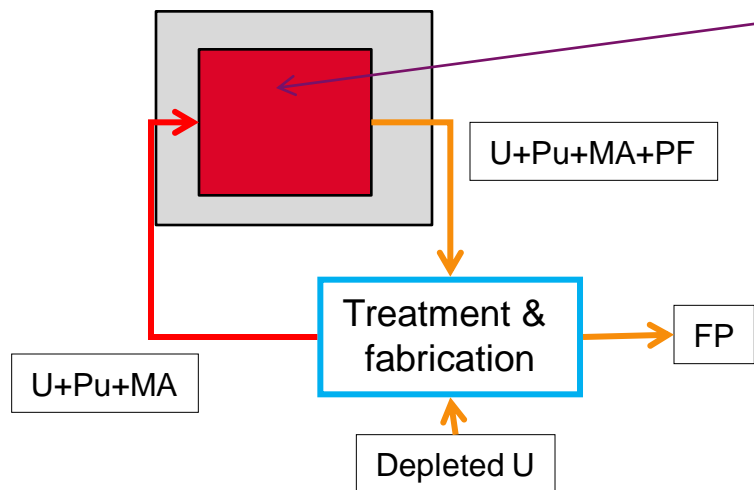 U+Pu+MA+PF
Treatment &
fabrication
FP
U+Pu+MA
Depleted U